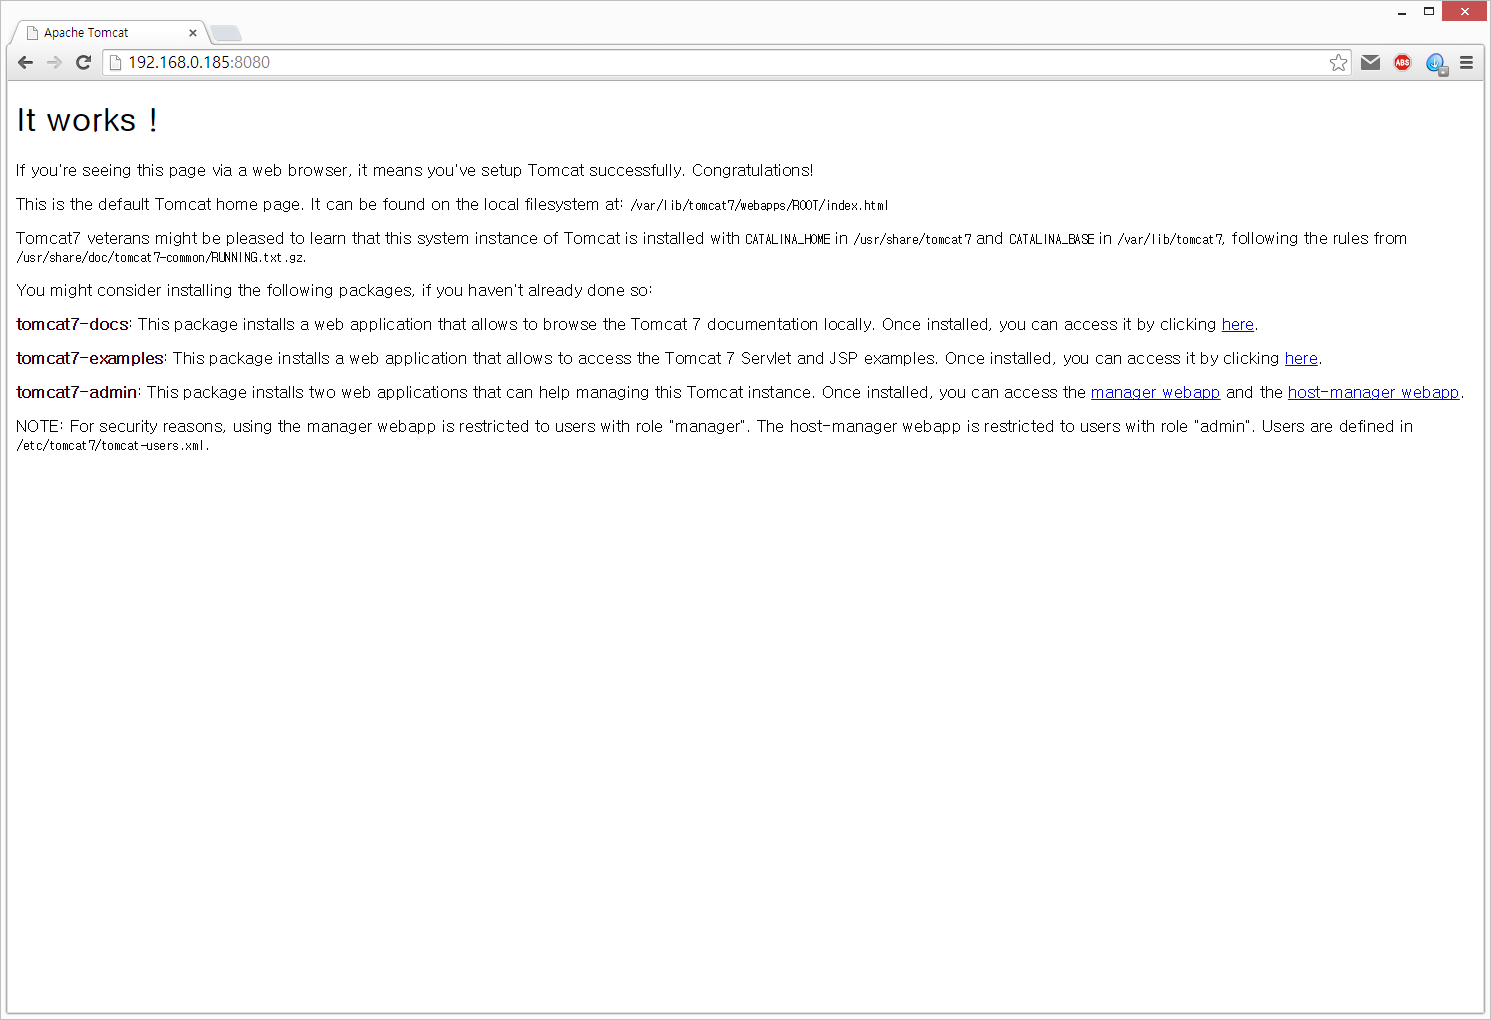 Apache Tomcat
192.168.0.185:8080
ABS
It works !
If you're seeing this page via a web browser, it means you've setup Tomcat successfully. Congratulations!
This is the default Tomcat home page. It can be found on the local filesystem at: /var/lib/tomcat7/webapps/ROOT/index.html
Tomcat7 veterans might be pleased to learn that this system instance of Tomcat is installed with CATALINA_HOME in /usr/share/tomcat7 and CATALINA_BASE in /var/lib/tomcat7, following the rules from
/usr/share/doc/tomcat7-common/RUNNING.txt.gz.
You might consider installing the following packages, if you haven't already done so:
tomcat7-docs: This package installs a web application that allows to browse the Tomcat 7 documentation locally. Once installed, you can access it by clicking here.
tomcat7-examples: This package installs a web application that allows to access the Tomcat 7 Servlet and JSP examples. Once installed, you can access it by clicking here.
tomcat7-admin: This package installs two web applications that can help managing this Tomcat instance. Once installed, you can access the manager webapp and the host-manager webapp.
NOTE: For security reasons, using the manager webapp is restricted to users with role "manager". The host-manager webapp is restricted to users with role "admin". Users are defined in
/etc/tomcat7/tomcat-users.xml.